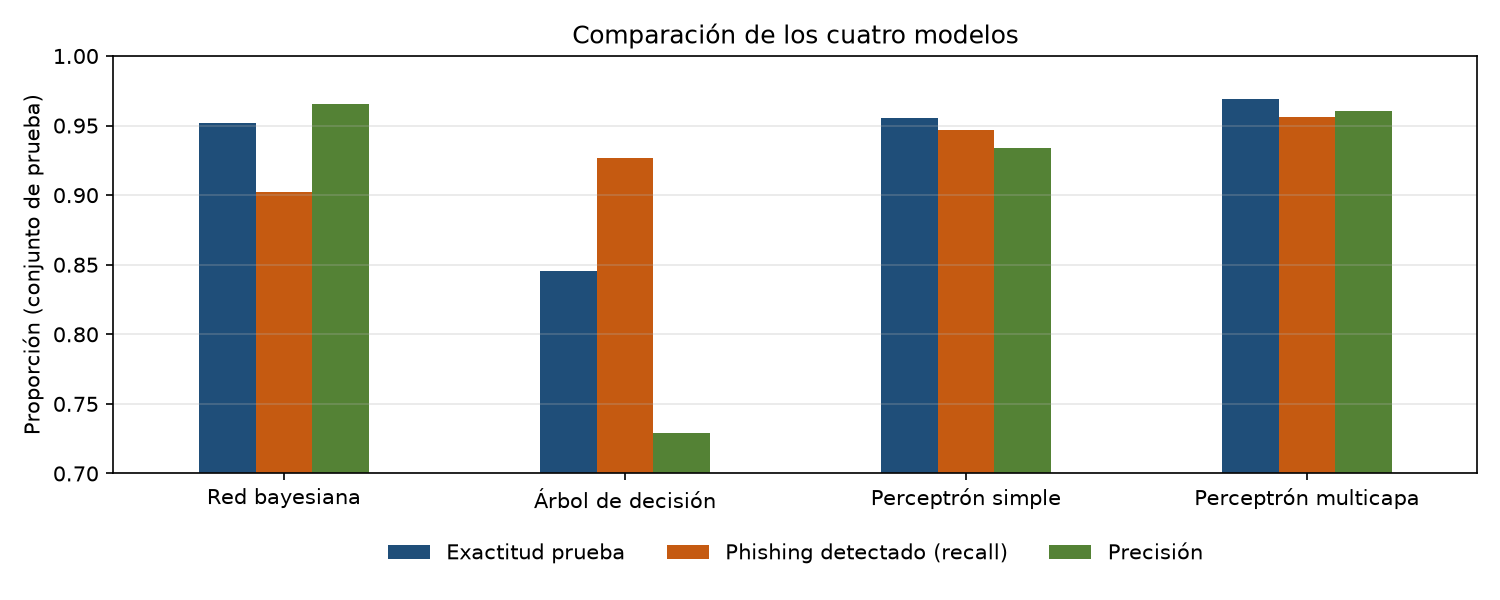 Comparación de los cuatro modelos
Proporción (conjunto de prueba)
1.00
0.95
0.90
0.85
0.80
0.75
0.70
Red bayesiana
Árbol de decisión
Perceptrón simple
Perceptrón multicapa
Exactitud prueba
Phishing detectado (recall)
Precisión